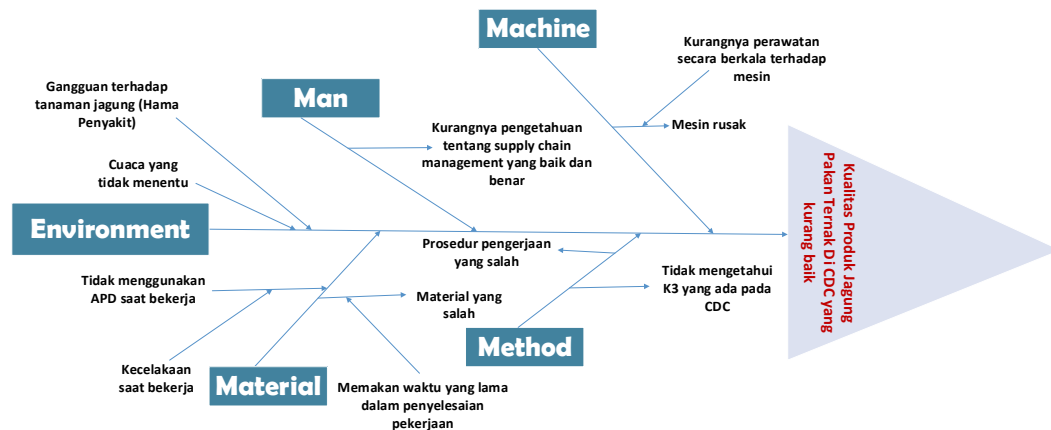 Machine
Kurangnya perawatan
secara berkala terhadap
mesin
Mesin rusak
Man
Kurangnya pengetahuan
tentang supply chain
management yang baik dan
benar
Gangguan terhadap
tanaman jagung (Hama
Penyakit)
Cuaca yang
tidak menentu
Environment
Kualitas Produk Jagung
Pakan Ternak Di CDC yang
kurang baik
Prosedur pengerjaan
yang salah
Tidak mengetahui
K3 yang ada pada
CDC
Method
Tidak menggunakan
APD saat bekerja
Material yang
salah
Kecelakaan
saat bekerja
Material
Memakan waktu yang lama
dalam penyelesaian
pekerjaan